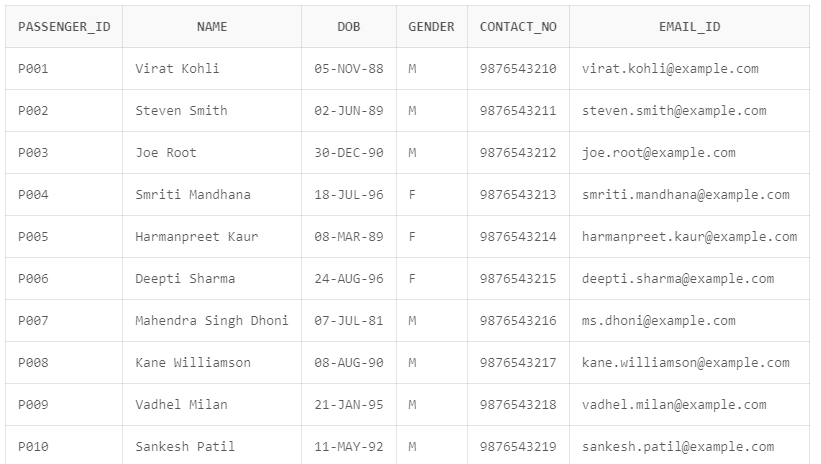 PASSENGER_ID NAME DOB GENDER CONTACT_NO EMAIL_ID
P001 Virat Kohli 05-NOV-88 M 9876543210 virat.kohli@example.com
P002 Steven Smith 02-JUN-89 M 9876543211 steven.smith@example.com
P003 Joe Root 30-DEC-90 M 9876543212 joe.root@example.com
P004 Smriti Mandhana 18-JUL-96 F 9876543213 smriti.mandhana@example.com
P005 Harmanpreet Kaur 08-MAR-89 F 9876543214 harmanpreet.kaur@example.com
P006 Deepti Sharma 24-AUG-96 F 9876543215 deepti.sharma@example.com
P007 Mahendra Singh Dhoni 07-JUL-81 M 9876543216 ms.dhoni@example.com
P008 Kane Williamson 08-AUG-90 M 9876543217 kane.williamson@example.com
P009 Vadhel Milan 21-JAN-95 M 9876543218 vadhel.milan@example.com
P010 Sankesh Patil 11-MAY-92 M 9876543219 sankesh.patil@example.com